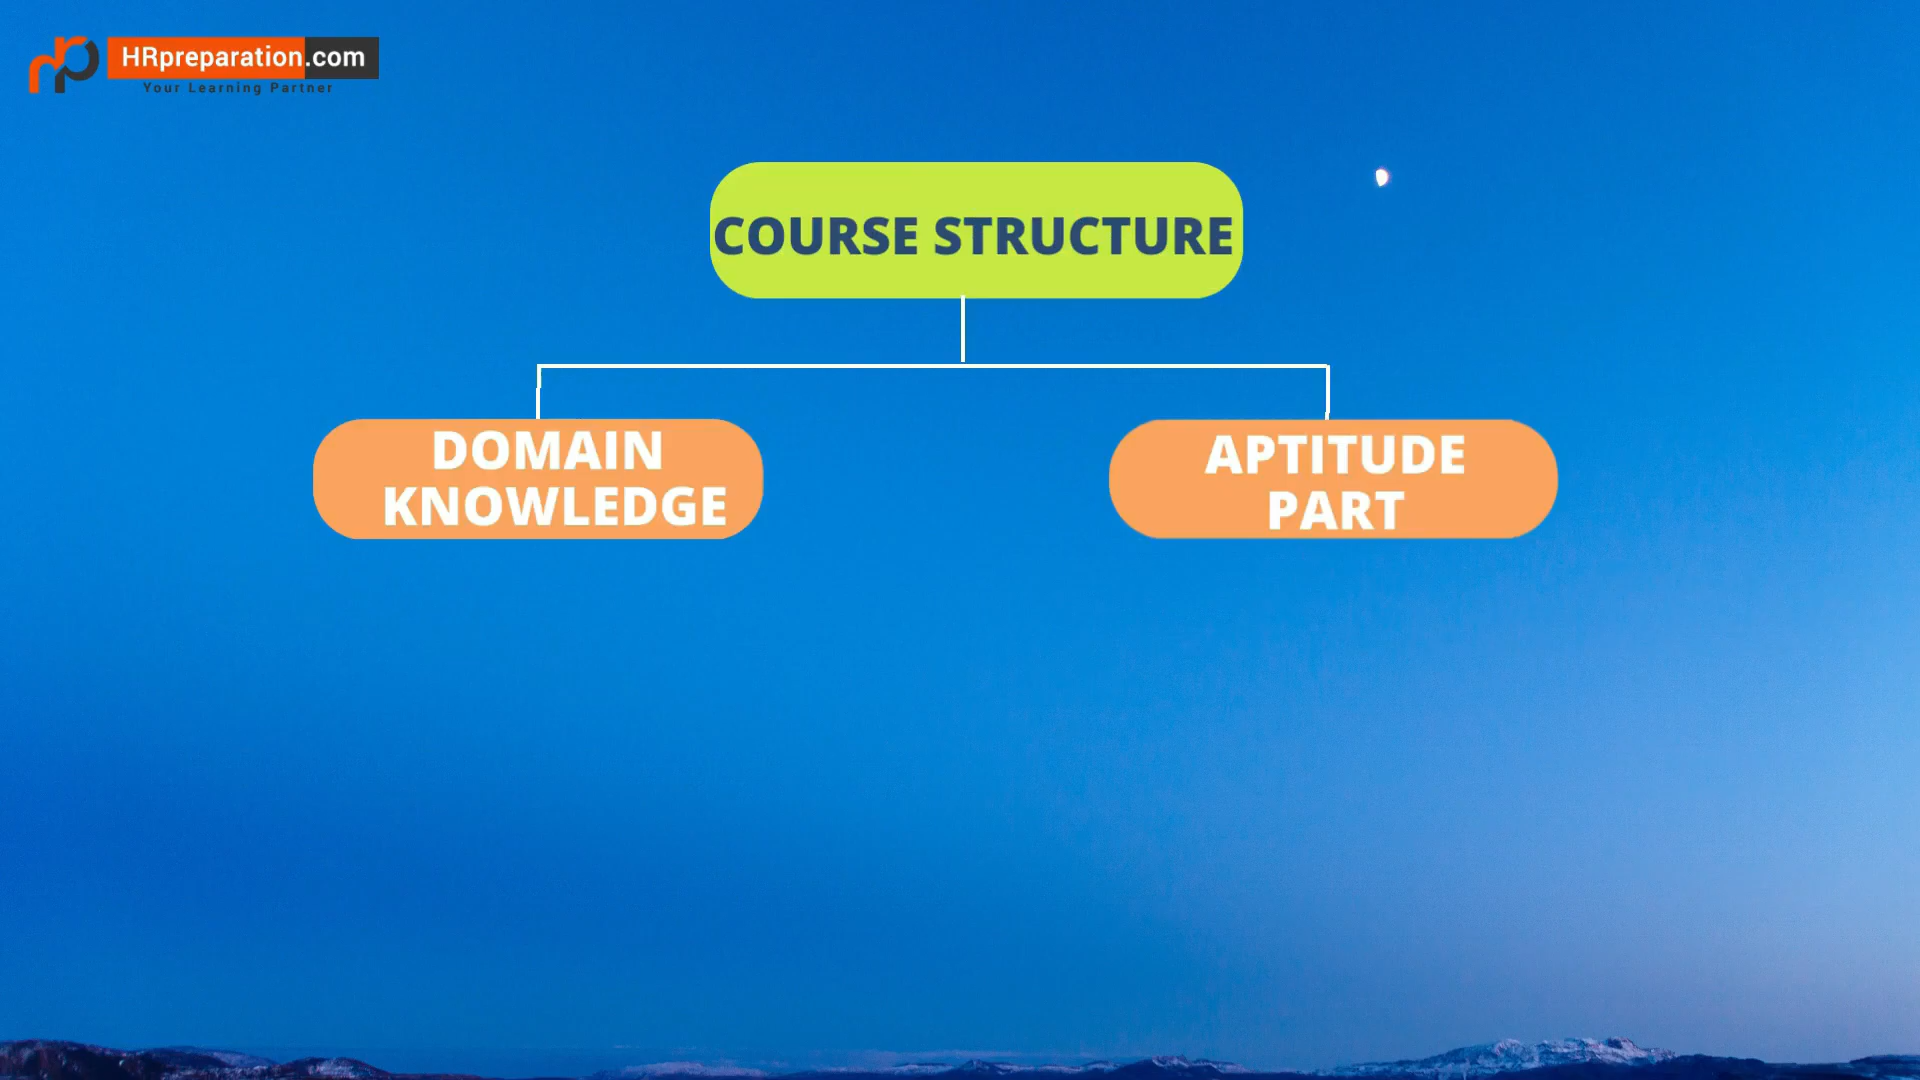 HRpreparation.com
Your Learning Partner
COURSE STRUCTURE
DOMAIN
KNOWLEDGE
APTITUDE
PART